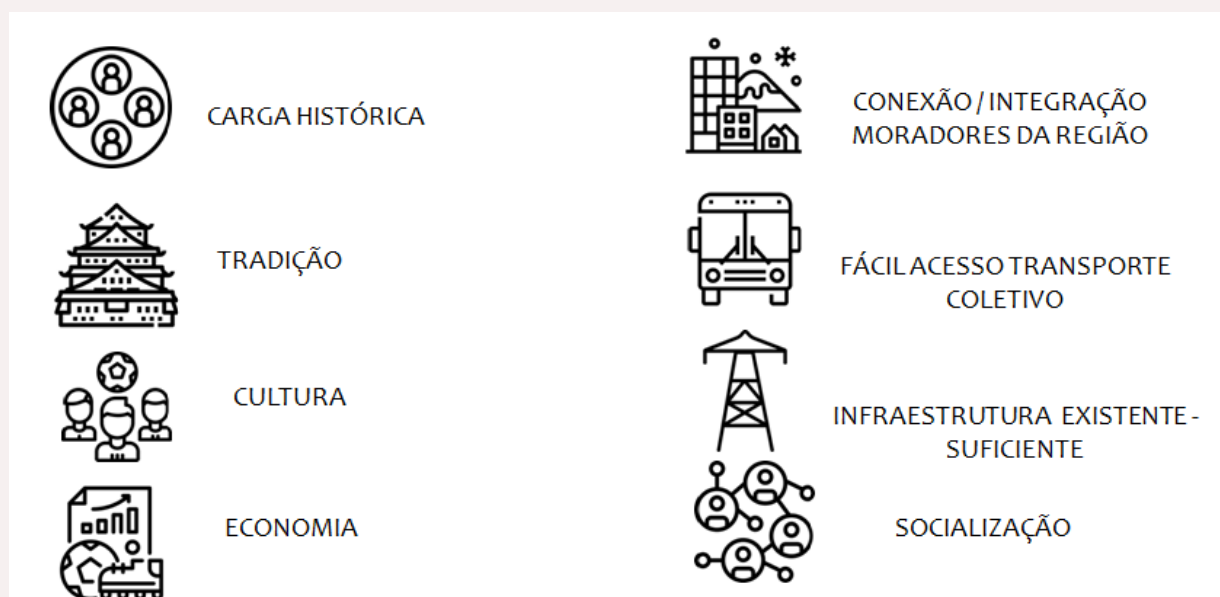 CARGA HISTÓRICA
TRADIÇÃO
CULTURA
ECONOMIA
CONEXÃO / INTEGRAÇÃO
MORADORES DA REGIÃO
FÁCIL ACESSO TRANSPORTE
COLETIVO
INFRAESTRUTURA EXISTENTE -
SUFICIENTE
SOCIALIZAÇÃO